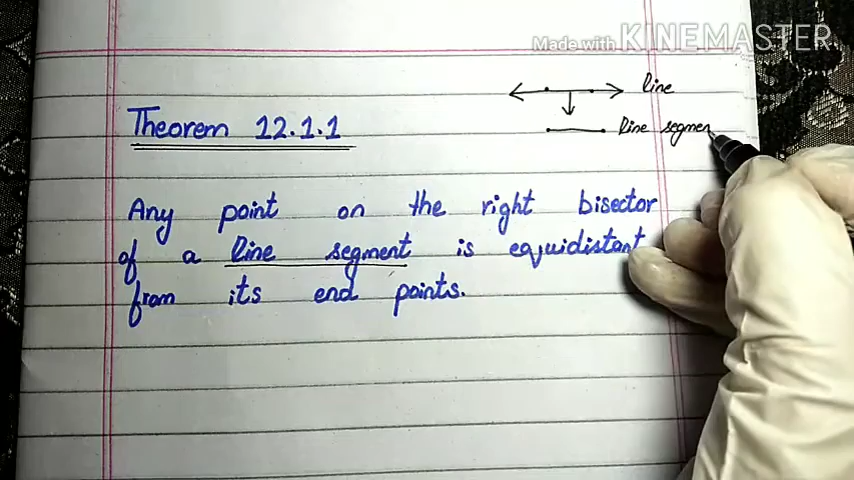 Made with KINEMASTER
line
Theorem 12.1.1
line segmen
Any point on the right bisector
of a line segment is equidistant
from its end points.